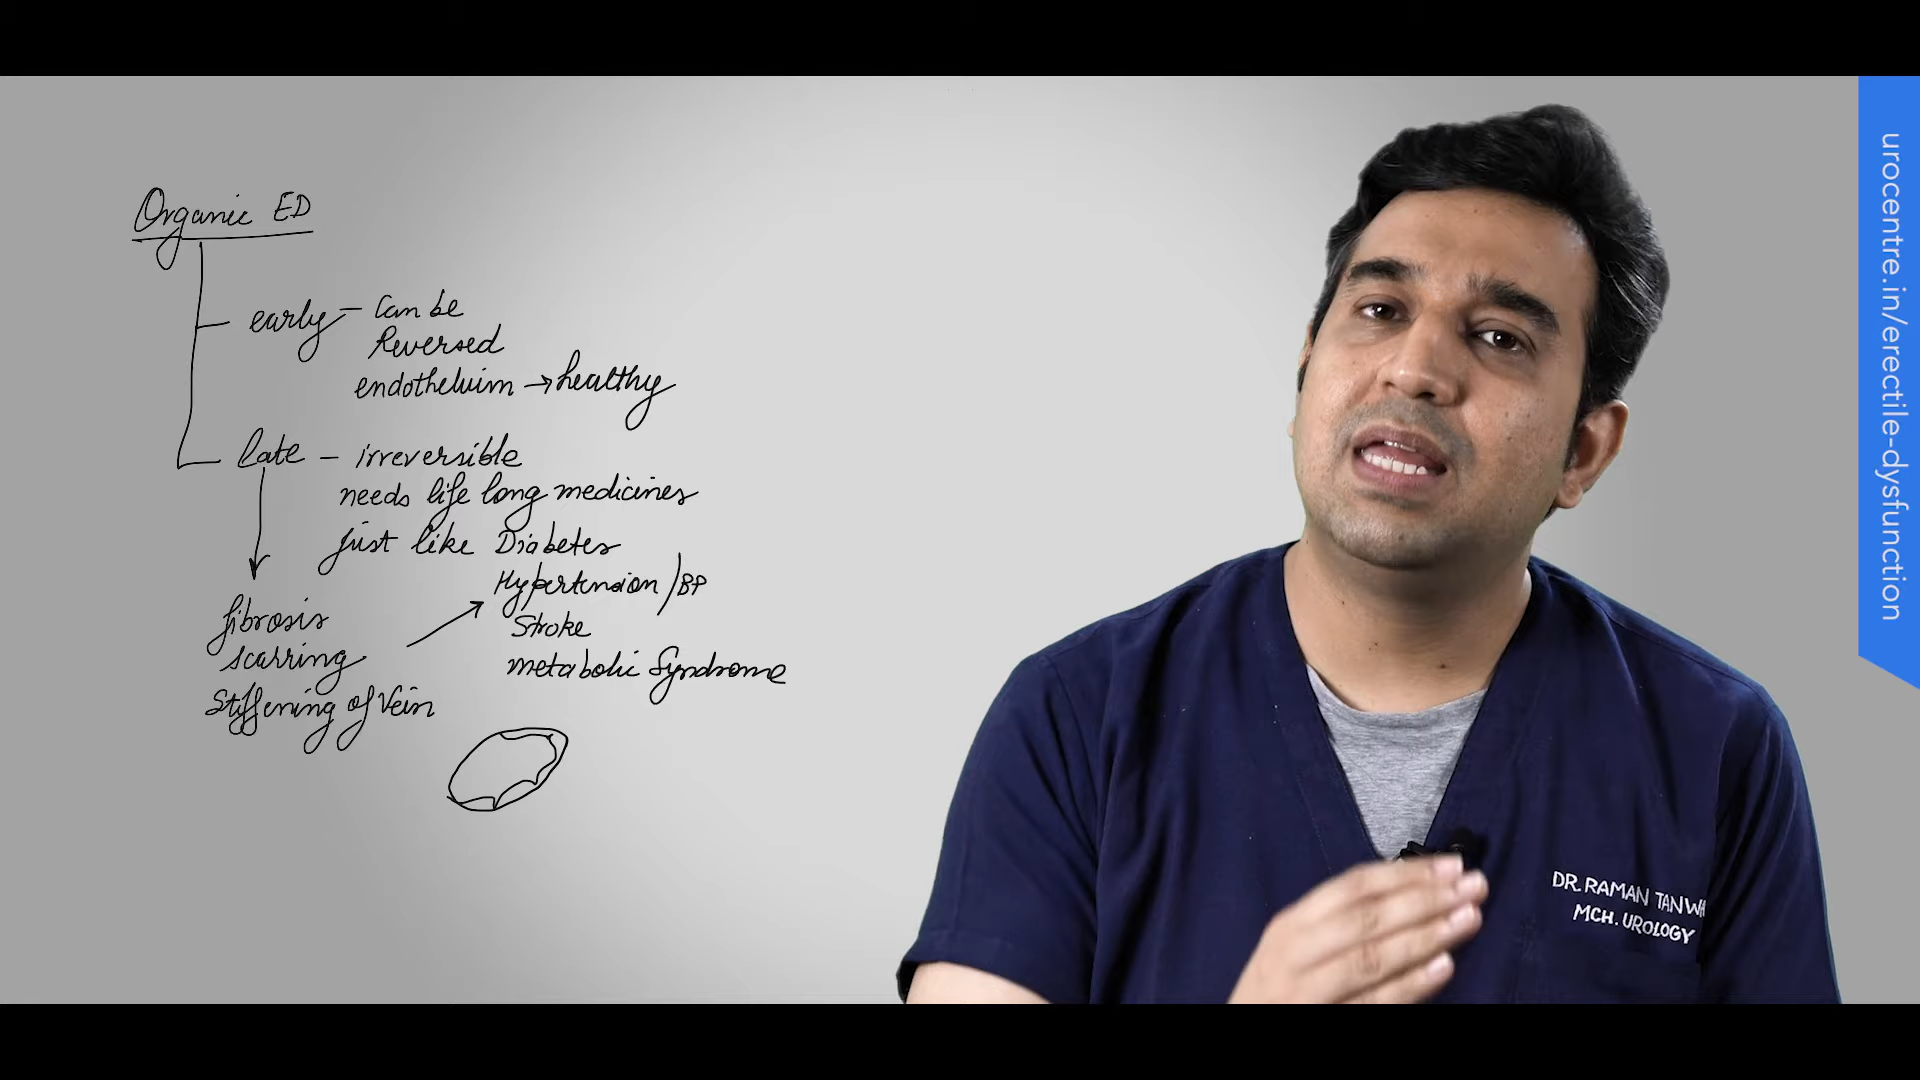 Organic ED
early - Can be
Reversed
endotheluim → healthy
late - irreversible
needs life long medicines
just like Diabetes
Hypertension / BP
Stroke
metabolic Syndrome
fibrosis
scarring
Stiffening of Vein
DR. RAMAN TANWA
MCH. UROLOGY
urocentre.in/erectile-dysfunction